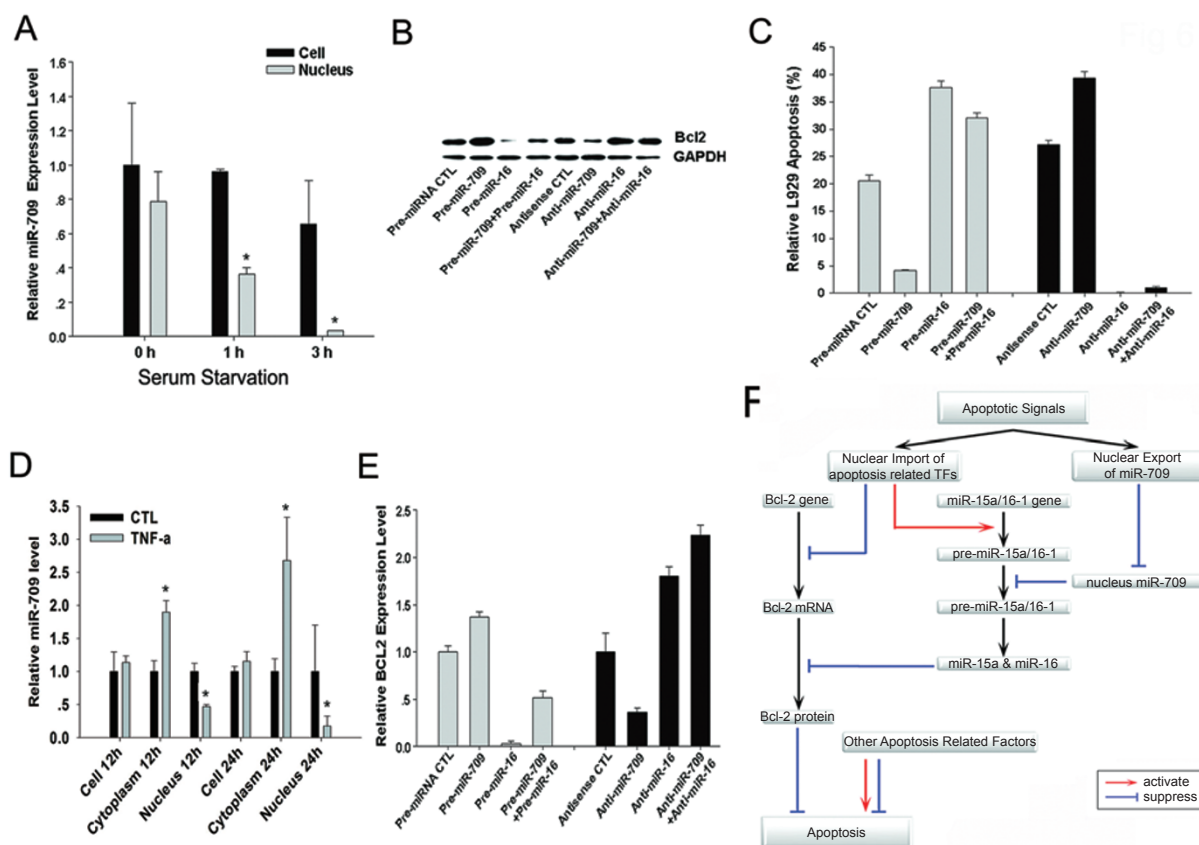 A
Cell
Nucleus
Relative miR-709 Expression Level
1.6
1.4
1.2
1.0
.8
.6
.4
.2
0.0
*
*
0 h
1 h
3 h
Serum Starvation
B
Bcl2
GAPDH
Pre-miRNA CTL
Pre-miR-709
Pre-miR-16
Pre-miR-709+Pre-miR-16
Antisense CTL
Anti-miR-709
Anti-miR-16
Anti-miR-709+Anti-miR-16
C
Fig 6
Relative L929 Apoptosis (%)
45
40
35
30
25
20
15
10
5
0
Pre-miRNA CTL
Pre-miR-709
Pre-miR-16
Pre-miR-709
+Pre-miR-16
Antisense CTL
Anti-miR-709
Anti-miR-16
Anti-miR-709
+Anti-miR-16
D
CTL
TNF-a
Relative miR-709 level
3.5
3.0
2.5
2.0
1.5
1.0
.5
0.0
*
*
*
*
Cell 12h
Cytoplasm 12h
Nucleus 12h
Cell 24h
Cytoplasm 24h
Nucleus 24h
E
Relative BCL2 Expression Level
2.5
2.0
1.5
1.0
.5
0.0
Pre-miRNA CTL
Pre-miR-709
Pre-miR-16
Pre-miR-709
+Pre-miR-16
Antisense CTL
Anti-miR-709
Anti-miR-16
Anti-miR-709
+Anti-miR-16
F
Apoptotic Signals
Nuclear Import of
apoptosis related TFs
Nuclear Export
of miR-709
Bcl-2 gene
miR-15a/16-1 gene
pre-miR-15a/16-1
nucleus miR-709
Bcl-2 mRNA
pre-miR-15a/16-1
miR-15a & miR-16
Bcl-2 protein
Other Apoptosis Related Factors
Apoptosis
activate
suppress